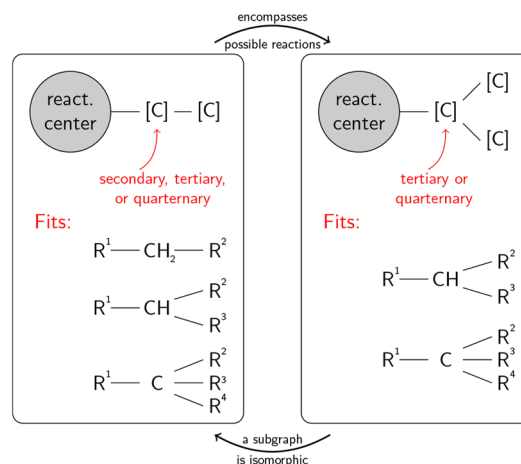 encompasses
possible reactions
react.
center
[C]
[C]
secondary, tertiary,
or quarternary
Fits:
R¹
CH₂
R²
R¹
CH
R²
R³
R¹
C
R²
R³
R⁴
react.
center
[C]
[C]
[C]
tertiary or
quarternary
Fits:
R¹
CH
R²
R³
R¹
C
R²
R³
R⁴
a subgraph
is isomorphic